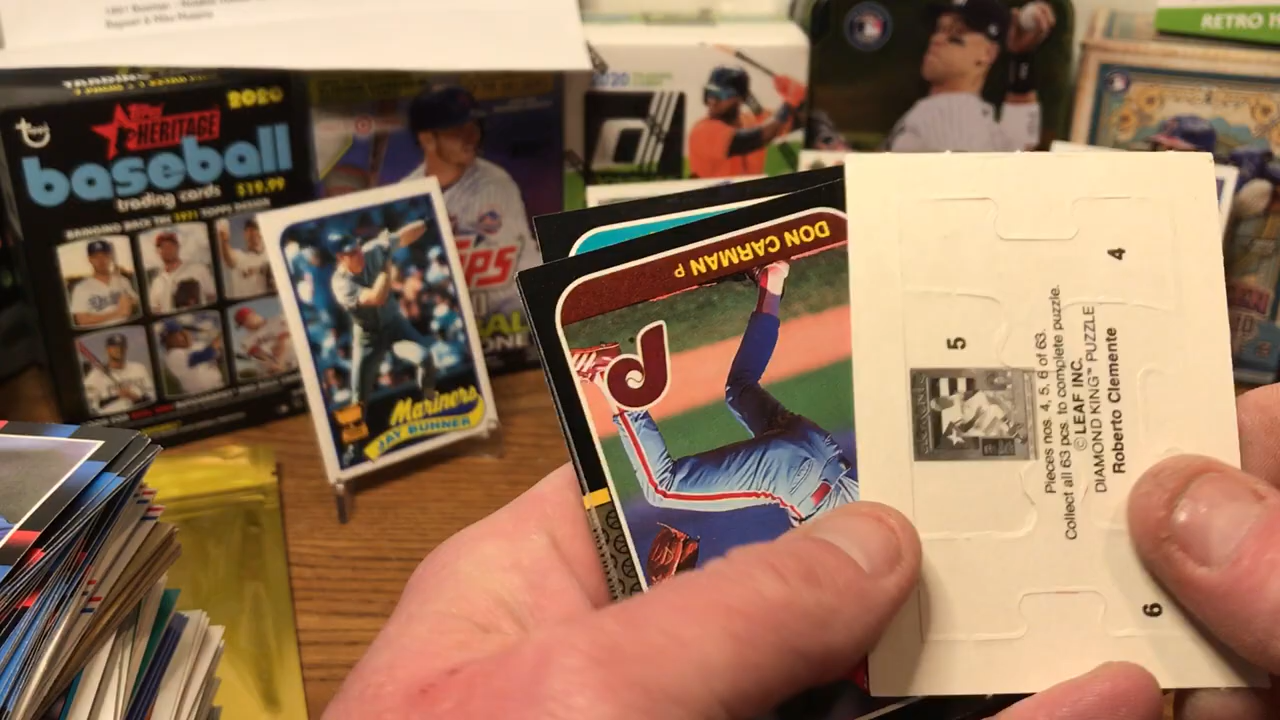 RETRO
2020
Topps
HERITAGE
baseball
trading cards $19.99
BRINGING BACK THE 1971 TOPPS DESIGN
2020
Mariners
JAY BUHNER
DON CARMAN P
4
5
6
Pieces nos. 4, 5, 6 of 63.
Collect all 63 pcs. to complete puzzle.
© LEAF INC.
DIAMOND KING™ PUZZLE
Roberto Clemente